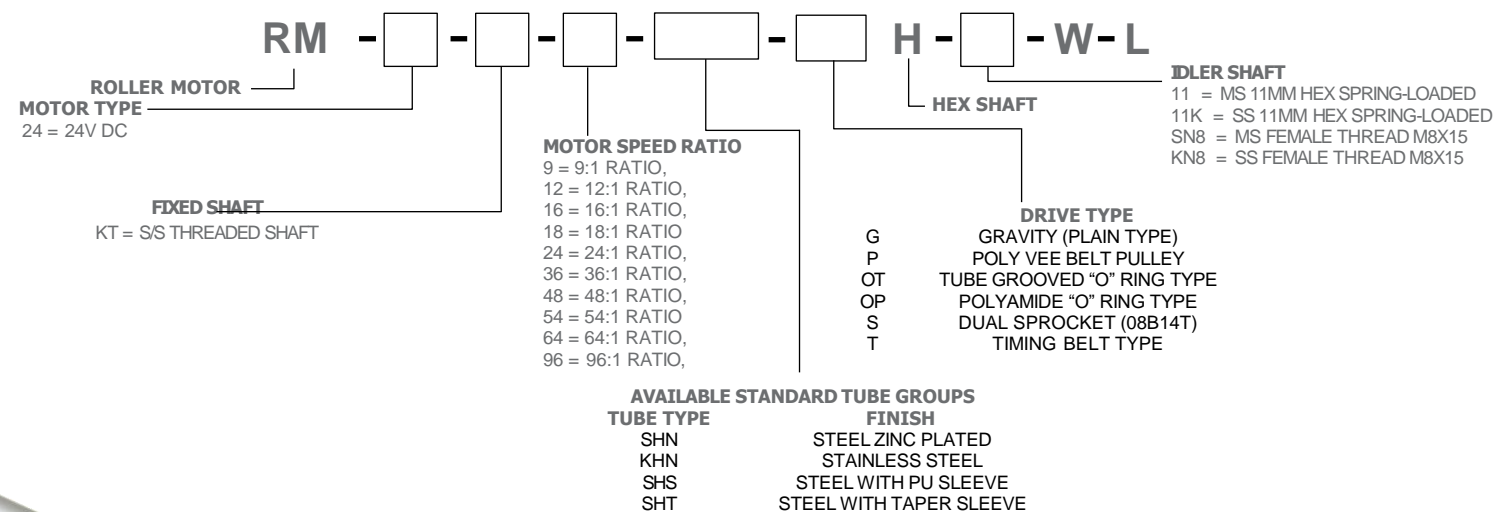 RM - - - - - H - - W - L
ROLLER MOTOR
MOTOR TYPE
24 = 24V DC
FIXED SHAFT
KT = S/S THREADED SHAFT
MOTOR SPEED RATIO
9 = 9:1 RATIO,
12 = 12:1 RATIO,
16 = 16:1 RATIO,
18 = 18:1 RATIO
24 = 24:1 RATIO,
36 = 36:1 RATIO,
48 = 48:1 RATIO,
54 = 54:1 RATIO
64 = 64:1 RATIO,
96 = 96:1 RATIO,
AVAILABLE STANDARD TUBE GROUPS
TUBE TYPE FINISH
SHN STEEL ZINC PLATED
KHN STAINLESS STEEL
SHS STEEL WITH PU SLEEVE
SHT STEEL WITH TAPER SLEEVE
HEX SHAFT
DRIVE TYPE
G GRAVITY (PLAIN TYPE)
P POLY VEE BELT PULLEY
OT TUBE GROOVED “O” RING TYPE
OP POLYAMIDE “O” RING TYPE
S DUAL SPROCKET (08B14T)
T TIMING BELT TYPE
IDLER SHAFT
11 = MS 11MM HEX SPRING-LOADED
11K = SS 11MM HEX SPRING-LOADED
SN8 = MS FEMALE THREAD M8X15
KN8 = SS FEMALE THREAD M8X15